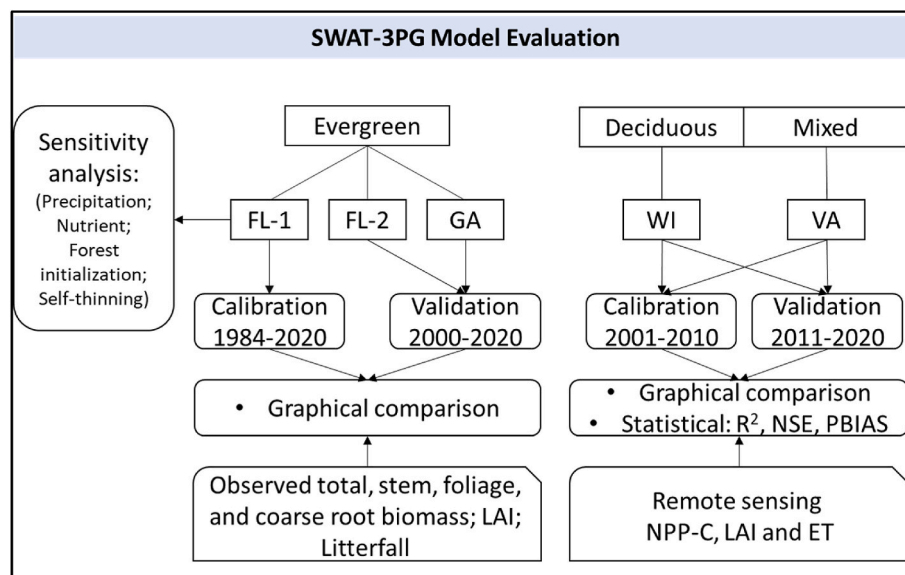 SWAT-3PG Model Evaluation
Sensitivity
analysis:
(Precipitation;
Nutrient;
Forest
initialization;
Self-thinning)
Evergreen
FL-1
FL-2
GA
Calibration
1984-2020
Validation
2000-2020
• Graphical comparison
Observed total, stem, foliage,
and coarse root biomass; LAI;
Litterfall
Deciduous
Mixed
WI
VA
Calibration
2001-2010
Validation
2011-2020
• Graphical comparison
• Statistical: R², NSE, PBIAS
Remote sensing
NPP-C, LAI and ET